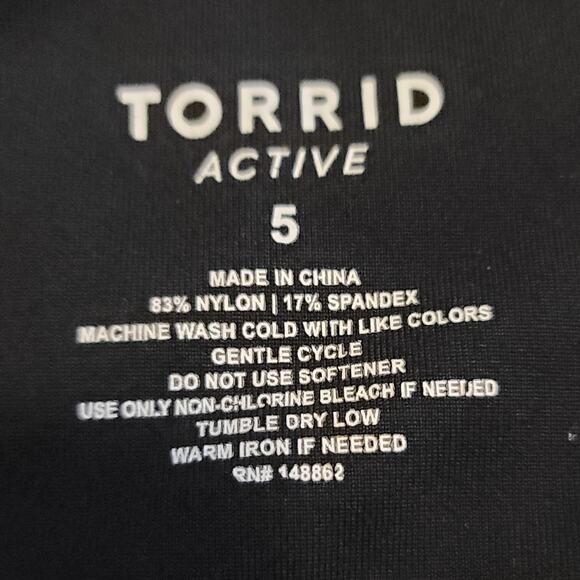 TORRID
ACTIVE
5
MADE IN CHINA
83% NYLON | 17% SPANDEX
MACHINE WASH COLD WITH LIKE COLORS
GENTLE CYCLE
DO NOT USE SOFTENER
USE ONLY NON-CHLORINE BLEACH IF NEEDED
TUMBLE DRY LOW
WARM IRON IF NEEDED
RN# 148862